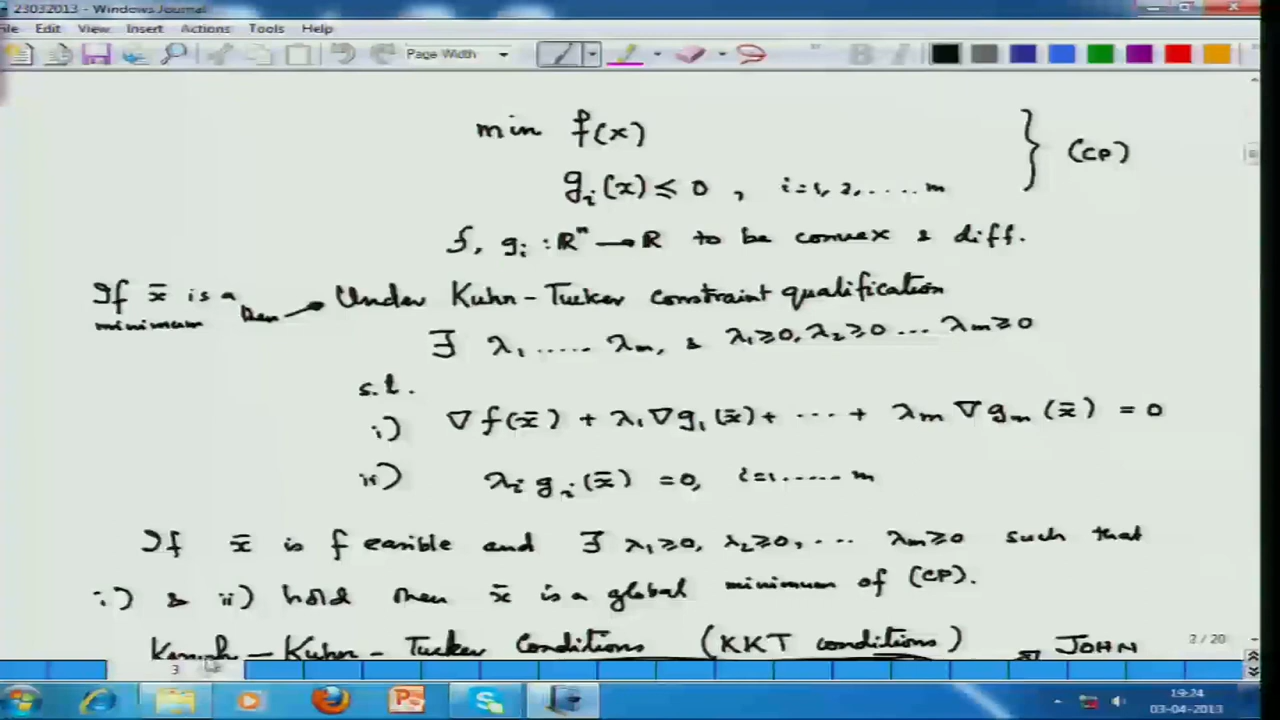 23032013 - Windows Journal
File Edit View Insert Actions Tools Help
Page Width
min f(x)
g_i(x) ≤ 0 , i=1, 2, ..... m } (CP)
f, g_i : R^n → R to be convex & diff.
If x̄ is a minimum then → Under Kuhn-Tucker constraint qualification
∃ λ_1 ..... λ_m, & λ_1≥0, λ_2≥0 ... λ_m≥0
s.t.
i) ∇f(x̄) + λ_1∇g_1(x̄) + ... + λ_m∇g_m(x̄) = 0
ii) λ_i g_i(x̄) = 0, i=1...... m
If x̄ is feasible and ∃ λ_1≥0, λ_2≥0, ... λ_m≥0 such that
i) & ii) hold then x̄ is a global minimum of (CP).
Karush-Kuhn-Tucker Conditions (KKT conditions) JOHN
2 / 20
3
19:24
03-04-2013